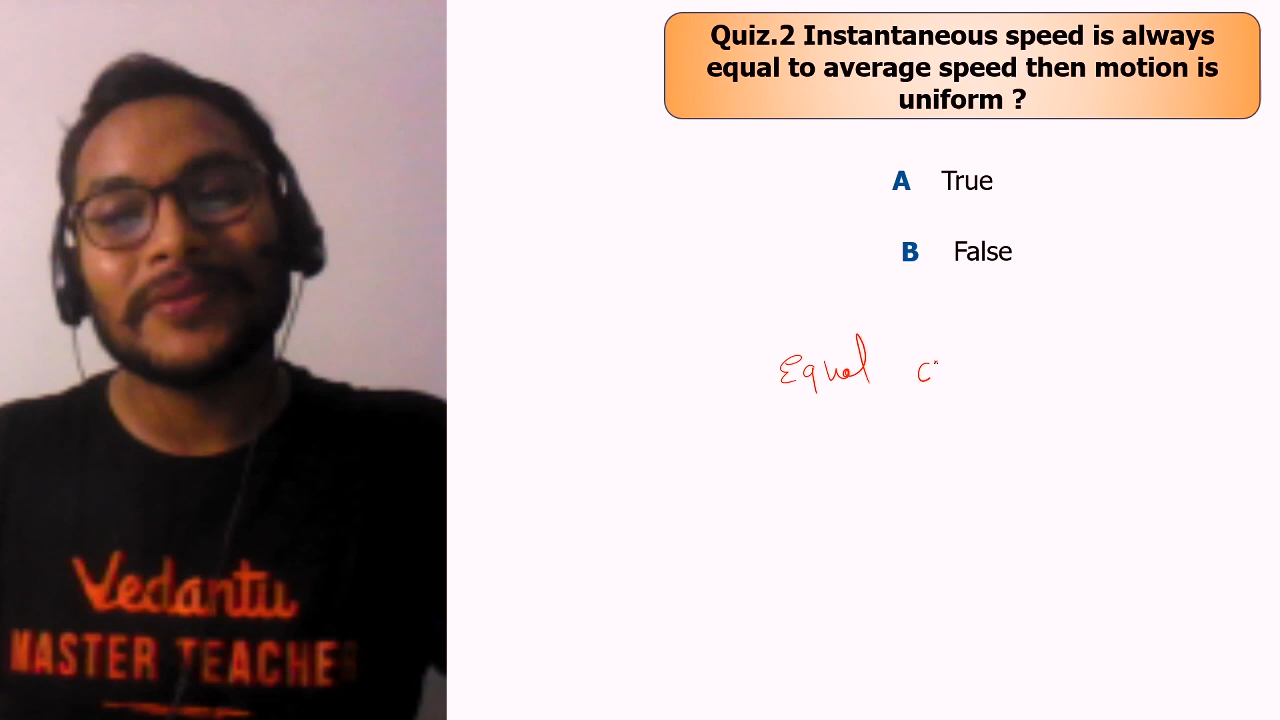 Quiz.2 Instantaneous speed is always
equal to average speed then motion is
uniform ?
A True
B False
Equal
Vedantu
MASTER TEACHE